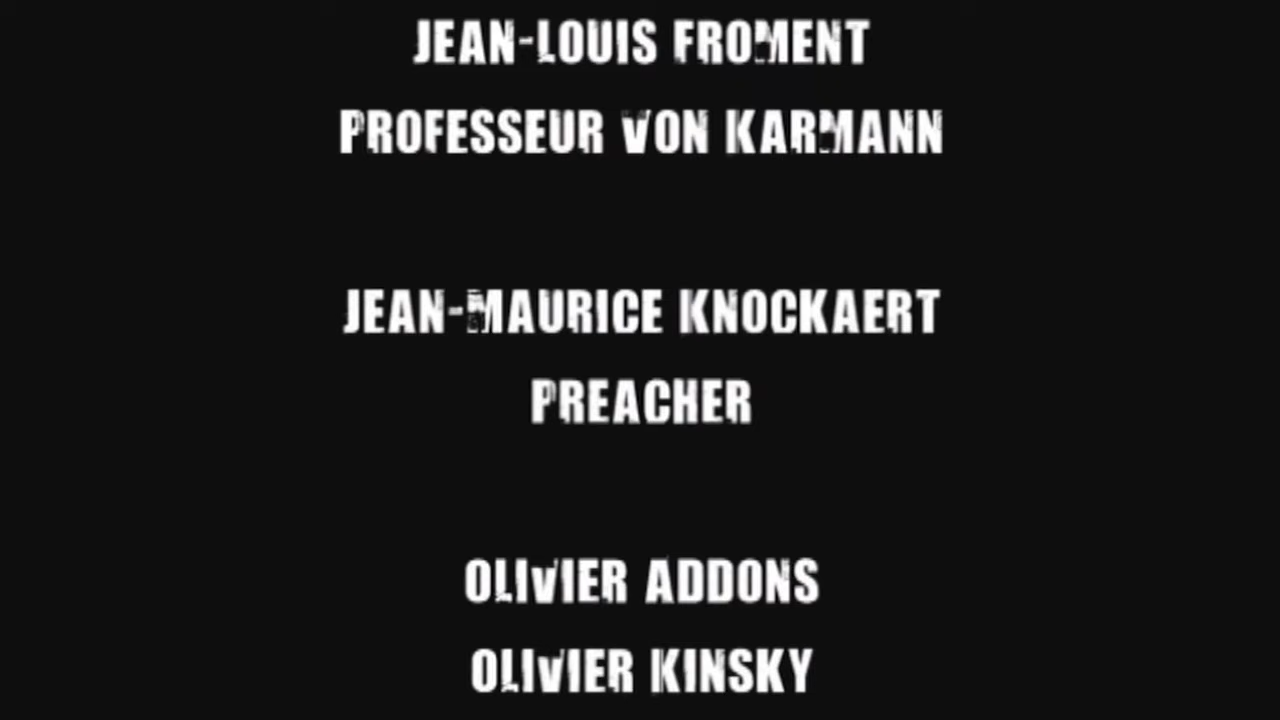 JEAN-LOUIS FROMENT
PROFESSEUR VON KARMANN
JEAN-MAURICE KNOCKAERT
PREACHER
OLIVIER ADDONS
OLIVIER KINSKY